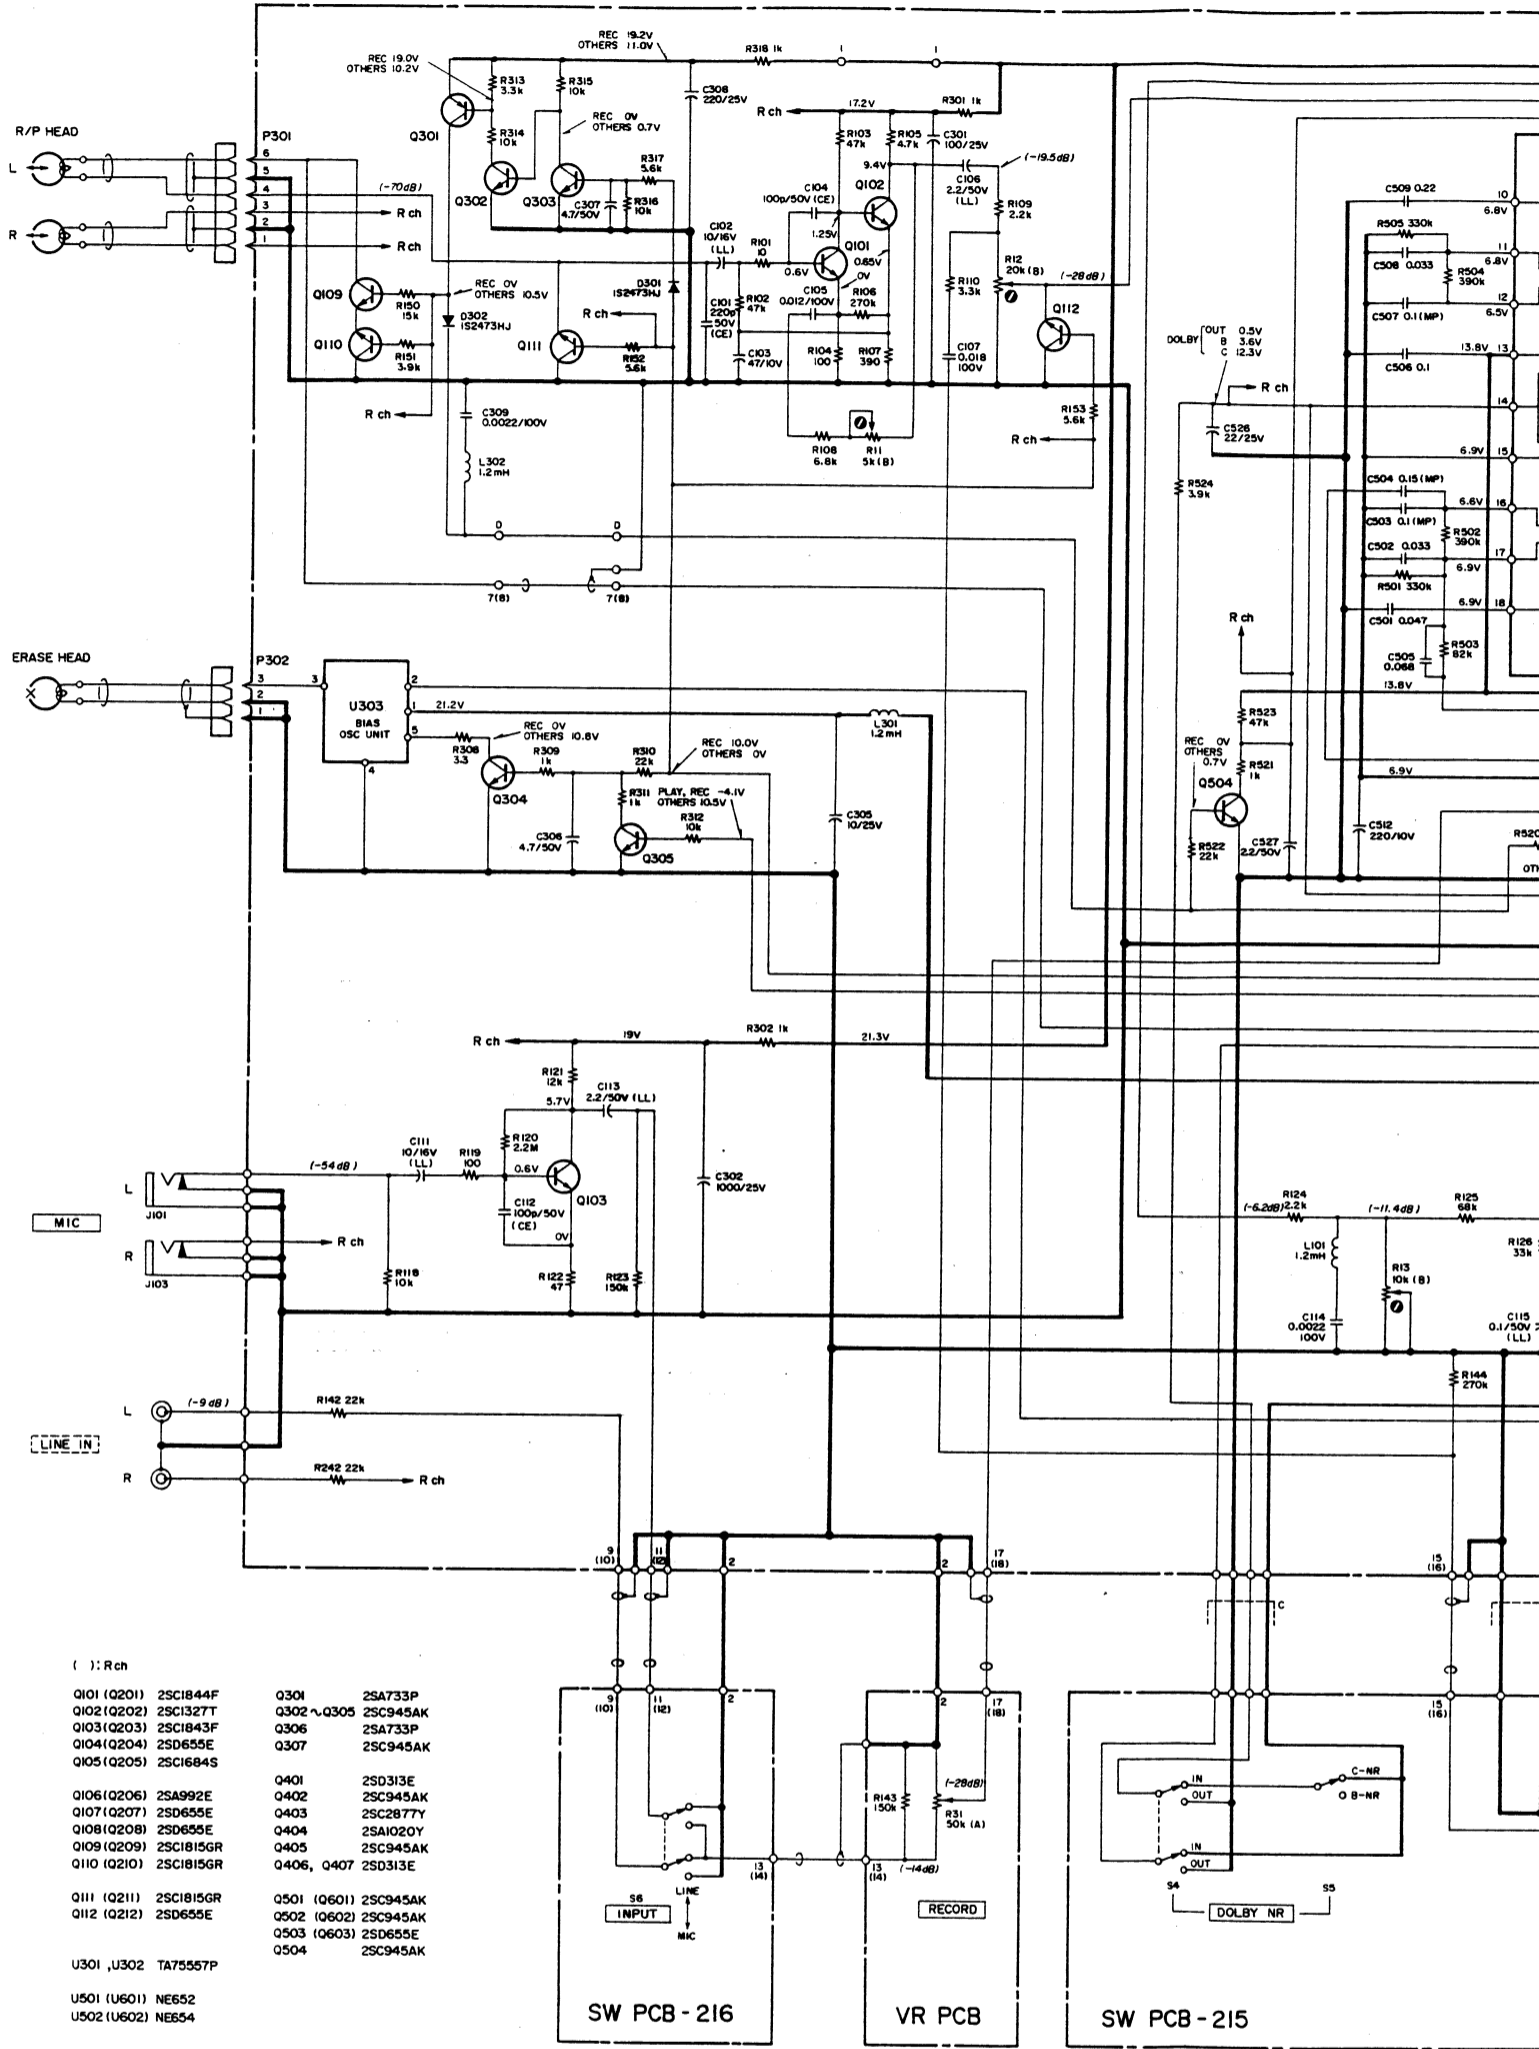 REC 19.2V
OTHERS 11.0V
REC 19.0V
OTHERS 10.2V
R318 1k
1
1
R313
3.3k
R315
10k
C308
220/25V
R ch
17.2V
R301 1k
R/P HEAD
P301
Q301
R314
10k
REC 0V
OTHERS 0.7V
R103
47k
R105
4.7k
C301
100/25V
(-19.5dB)
L
6
5
4
3
2
1
(-70dB)
R ch
R ch
R
Q302
Q303
C307
4.7/50V
R317
5.6k
R316
10k
C104
100p/50V (CE)
9.4V
Q102
C106
2.2/50V
(LL)
R109
2.2k
C509 0.22
10
6.8V
R505 330k
C508 0.033
11
6.8V
R504
390k
C507 0.1(MP)
12
6.5V
C102
10/16V
(LL)
R101
10
1.25V
Q101
0.6V
0.65V
0V
R12
20k (B)
(-28dB)
Q109
R150
15k
REC 0V
OTHERS 10.5V
D302
1S2473HJ
D301
1S2473HJ
C101
220p
50V
(CE)
R102
47k
C105
0.012/100V
R106
270k
R110
3.3k
Q112
Q110
R151
3.9k
Q111
R ch
R152
5.6k
C103
47/10V
R104
100
R107
390
C107
0.018
100V
DOLBY
OUT 0.5V
B 3.6V
C 12.3V
13.8V
13
C506 0.1
R ch
14
R ch
C309
0.0022/100V
L302
1.2mH
R108
6.8k
R11
5k(B)
R153
5.6k
R ch
C526
22/25V
6.9V
15
R524
3.9k
C504 0.15(MP)
6.6V
16
C503 0.1(MP)
R502
390k
C502 0.033
17
6.9V
R501 330k
D
D
7(8)
7(8)
6.9V
18
C501 0.047
R ch
C505
0.068
R503
82k
13.8V
ERASE HEAD
P302
3
2
1
3
U303
BIAS
OSC UNIT
2
1
5
4
21.2V
L301
1.2mH
R308
3.3
REC 0V
OTHERS 10.8V
R309
1k
R310
22k
REC 10.0V
OTHERS 0V
Q304
R311
1k
PLAY, REC -4.1V
OTHERS 10.5V
R312
10k
C306
4.7/50V
Q305
C305
10/25V
R523
47k
REC 0V
OTHERS
0.7V
R521
1k
Q504
6.9V
R522
22k
C527
2.2/50V
C512
220/10V
R520
R ch
19V
R302 1k
21.3V
R121
12k
5.7V
C113
2.2/50V (LL)
C111
10/16V
(LL)
R119
100
R120
2.2M
0.6V
Q103
C302
1000/25V
(-54dB)
L
J101
MIC
C112
100p/50V
(CE)
0V
R
R ch
J103
R118
10k
R122
47
R123
150k
(-6.2dB)
R124
2.2k
(-11.4dB)
R125
68k
L101
1.2mH
R13
10k (B)
R126
33k
C114
0.0022
100V
C115
0.1/50V
(LL)
R144
270k
L
(-9dB)
R142 22k
LINE IN
R
R242 22k
R ch
9
(10)
11
(12)
2
2
17
(18)
15
(16)
C
( ): R ch
Q101 (Q201) 2SC1844F
Q102 (Q202) 2SC1327T
Q103 (Q203) 2SC1843F
Q104 (Q204) 2SD655E
Q105 (Q205) 2SC1684S
Q106 (Q206) 2SA992E
Q107 (Q207) 2SD655E
Q108 (Q208) 2SD655E
Q109 (Q209) 2SC1815GR
Q110 (Q210) 2SC1815GR
Q111 (Q211) 2SC1815GR
Q112 (Q212) 2SD655E
U301 ,U302 TA75557P
U501 (U601) NE652
U502 (U602) NE654
Q301 2SA733P
Q302~Q305 2SC945AK
Q306 2SA733P
Q307 2SC945AK
Q401 2SD313E
Q402 2SC945AK
Q403 2SC2877Y
Q404 2SA1020Y
Q405 2SC945AK
Q406, Q407 2SD313E
Q501 (Q601) 2SC945AK
Q502 (Q602) 2SC945AK
Q503 (Q603) 2SD655E
Q504 2SC945AK
9
(10)
11
(12)
2
S6
INPUT
LINE
MIC
13
(14)
SW PCB-216
2
17
(18)
R143
150k
(-28dB)
R31
50k (A)
13
(14)
(-14dB)
RECORD
VR PCB
15
(16)
IN
OUT
C-NR
B-NR
IN
OUT
S4
DOLBY NR
S5
SW PCB-215